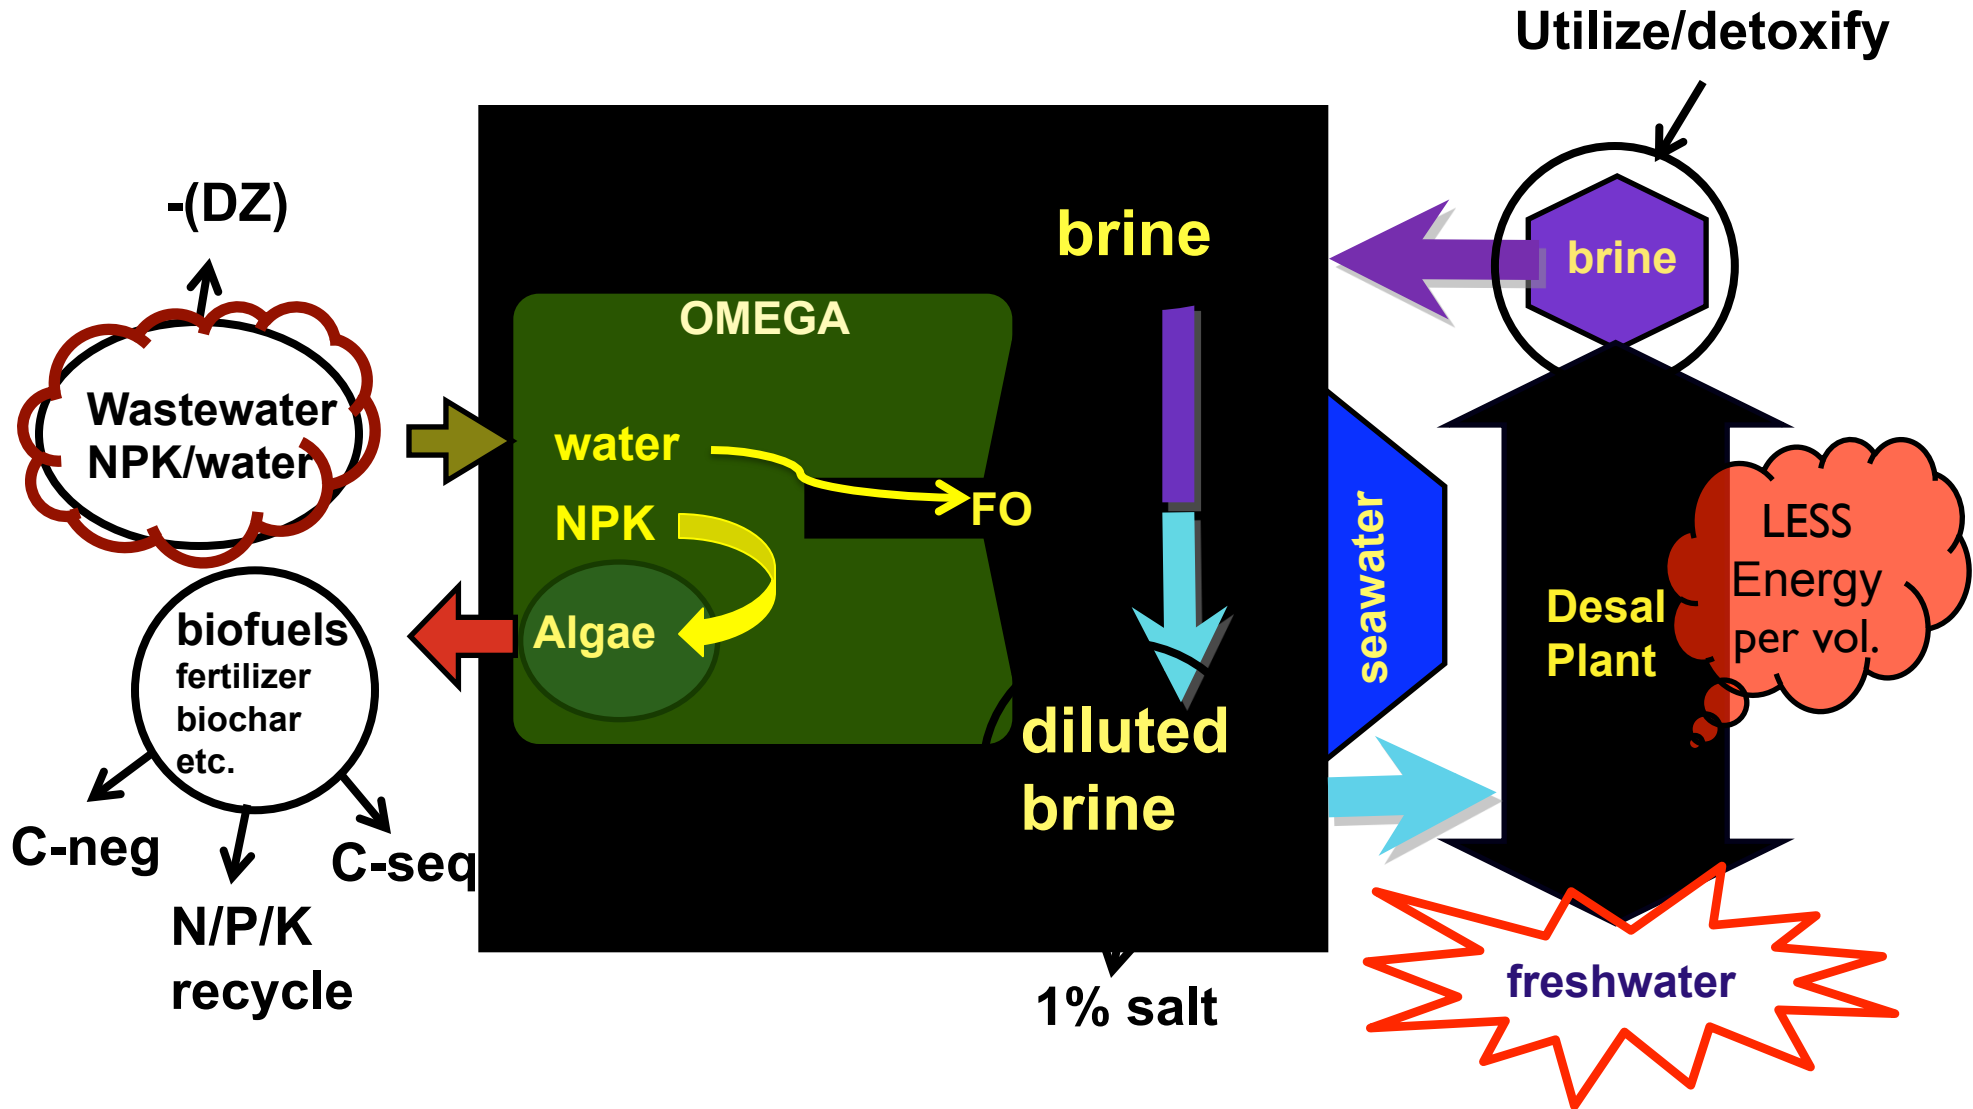 Utilize/detoxify
-(DZ)
brine
brine
OMEGA
Wastewater
NPK/water
water
NPK
FO
Algae
seawater
LESS
Energy
per vol.
Desal
Plant
biofuels
fertilizer
biochar
etc.
diluted
brine
C-neg
C-seq
N/P/K
recycle
1% salt
freshwater